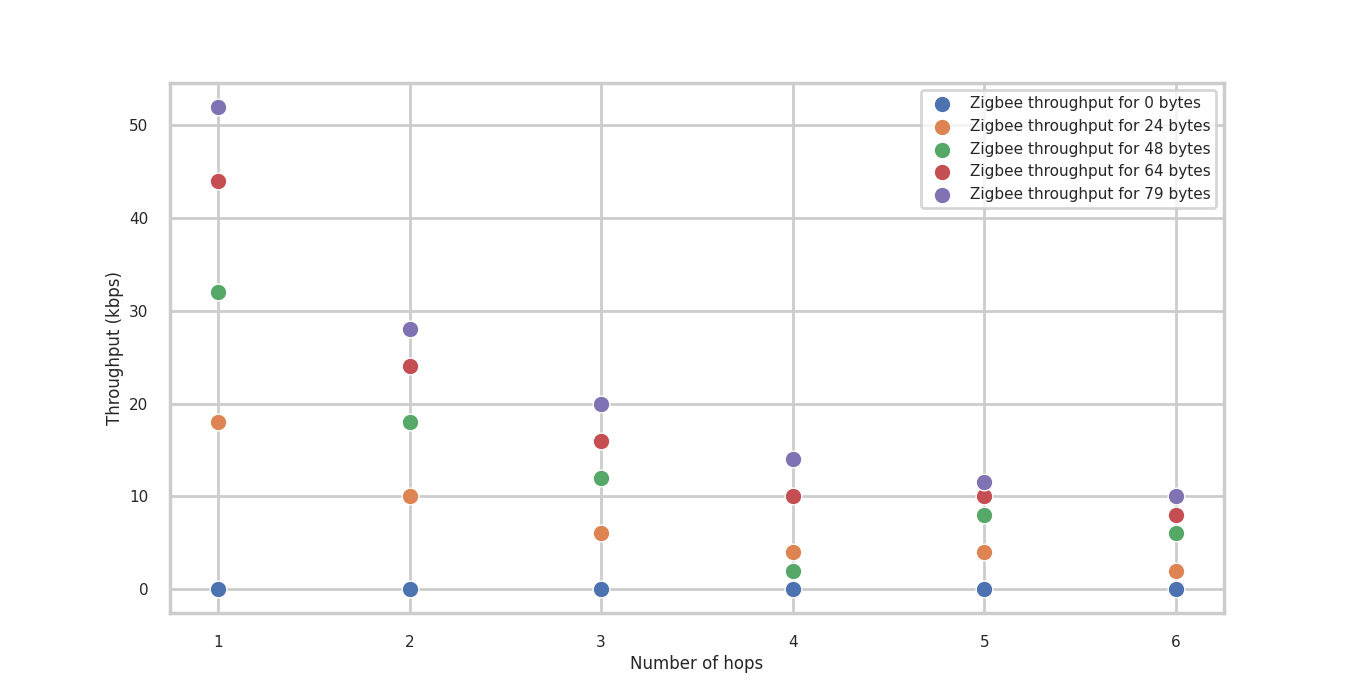 Zigbee throughput for 0 bytes
Zigbee throughput for 24 bytes
Zigbee throughput for 48 bytes
Zigbee throughput for 64 bytes
Zigbee throughput for 79 bytes
50
40
30
20
10
0
Throughput (kbps)
1 2 3 4 5 6
Number of hops